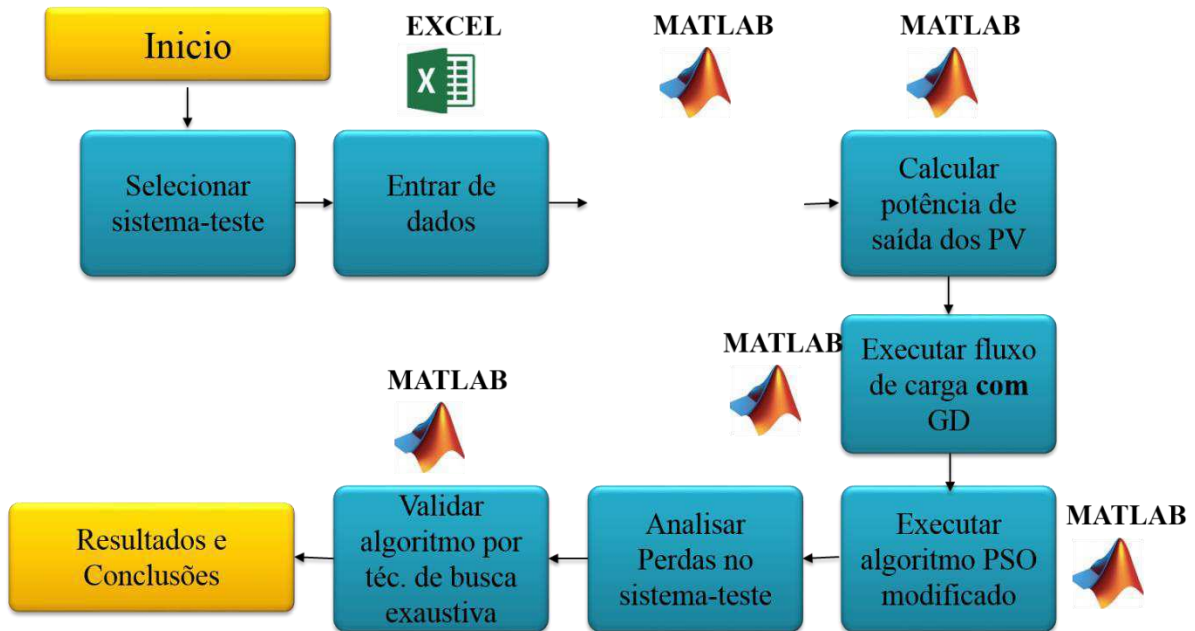 Inicio
EXCEL
MATLAB
MATLAB
Selecionar
sistema-teste
Entrar de
dados
Calcular
potência de
saída dos PV
MATLAB
Executar fluxo
de carga com
GD
MATLAB
Resultados e
Conclusões
Validar
algoritmo por
téc. de busca
exaustiva
Analisar
Perdas no
sistema-teste
Executar
algoritmo PSO
modificado
MATLAB